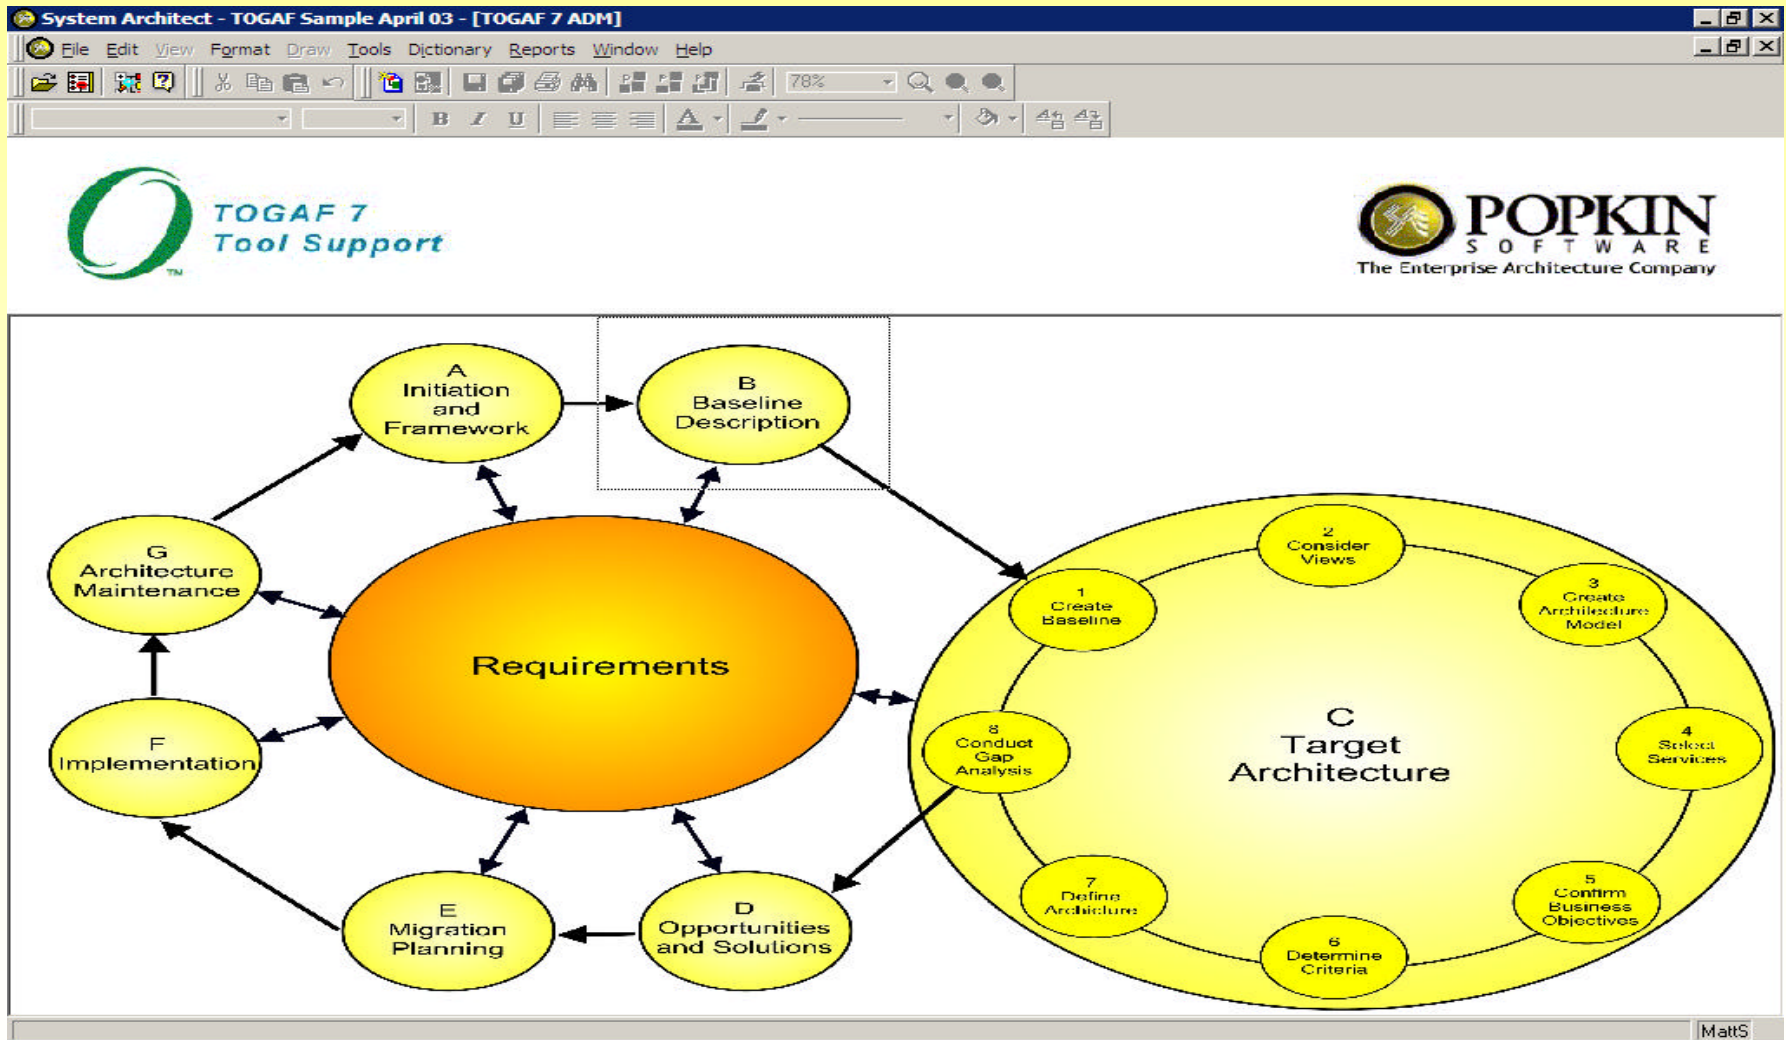 System Architect - TOGAF Sample April 03 - [TOGAF 7 ADM]
File Edit View Format Draw Tools Dictionary Reports Window Help
78%
B I U
TOGAF 7
Tool Support
TM
POPKIN
SOFTWARE
The Enterprise Architecture Company
A
Initiation
and
Framework
B
Baseline
Description
G
Architecture
Maintenance
Requirements
F
Implementation
E
Migration
Planning
D
Opportunities
and Solutions
C
Target
Architecture
1
Create
Baseline
2
Consider
Views
3
Create
Architecture
Model
4
Select
Services
5
Confirm
Business
Objectives
6
Determine
Criteria
7
Define
Archicture
8
Conduct
Gap
Analysis
MattS